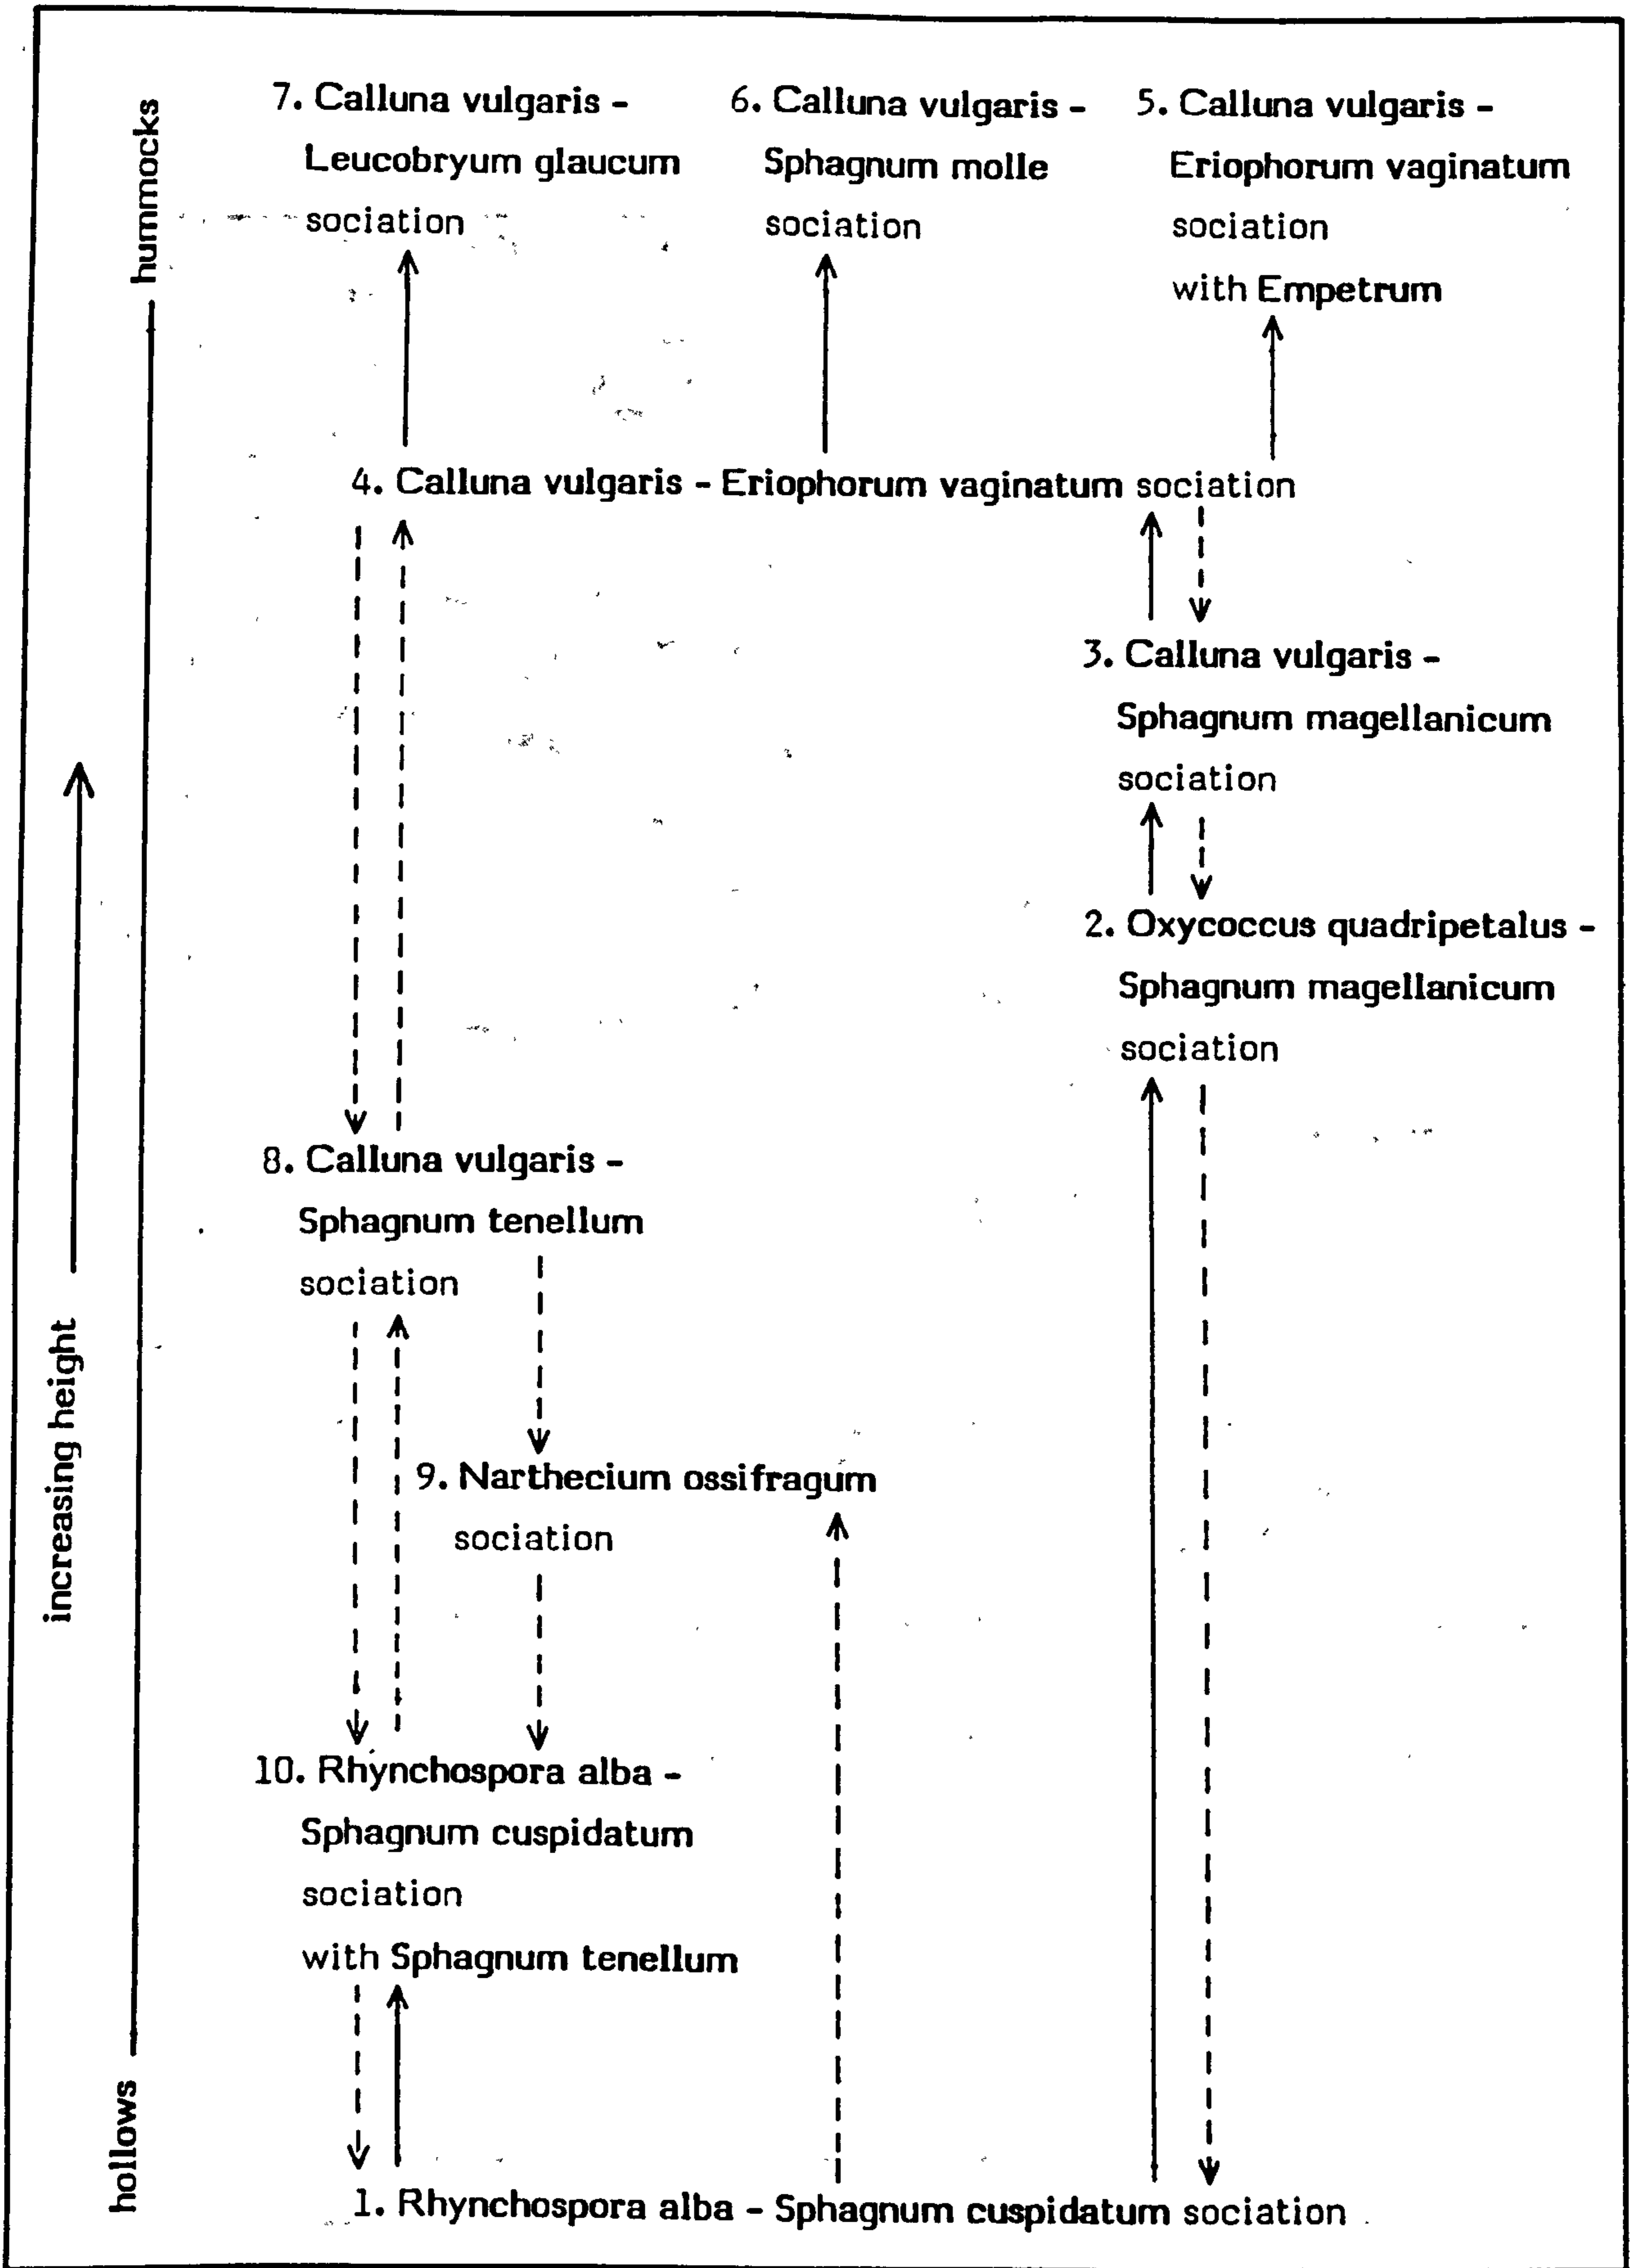 hummocks
increasing height
hollows
7. Calluna vulgaris –
Leucobryum glaucum
sociation
6. Calluna vulgaris –
Sphagnum molle
sociation
5. Calluna vulgaris –
Eriophorum vaginatum
sociation
with Empetrum
4. Calluna vulgaris – Eriophorum vaginatum sociation
3. Calluna vulgaris –
Sphagnum magellanicum
sociation
2. Oxycoccus quadripetalus –
Sphagnum magellanicum
sociation
8. Calluna vulgaris –
Sphagnum tenellum
sociation
9. Narthecium ossifragum
sociation
10. Rhynchospora alba –
Sphagnum cuspidatum
sociation
with Sphagnum tenellum
1. Rhynchospora alba – Sphagnum cuspidatum sociation